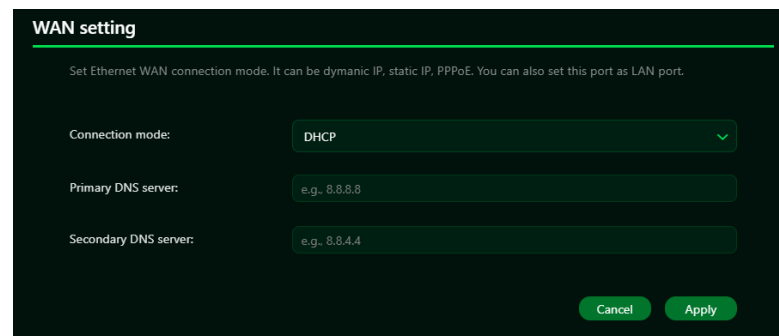 WAN setting
Set Ethernet WAN connection mode. It can be dymanic IP, static IP, PPPoE. You can also set this port as LAN port.
Connection mode:
DHCP
Primary DNS server:
e.g., 8.8.8.8
Secondary DNS server:
e.g., 8.8.4.4
Cancel
Apply